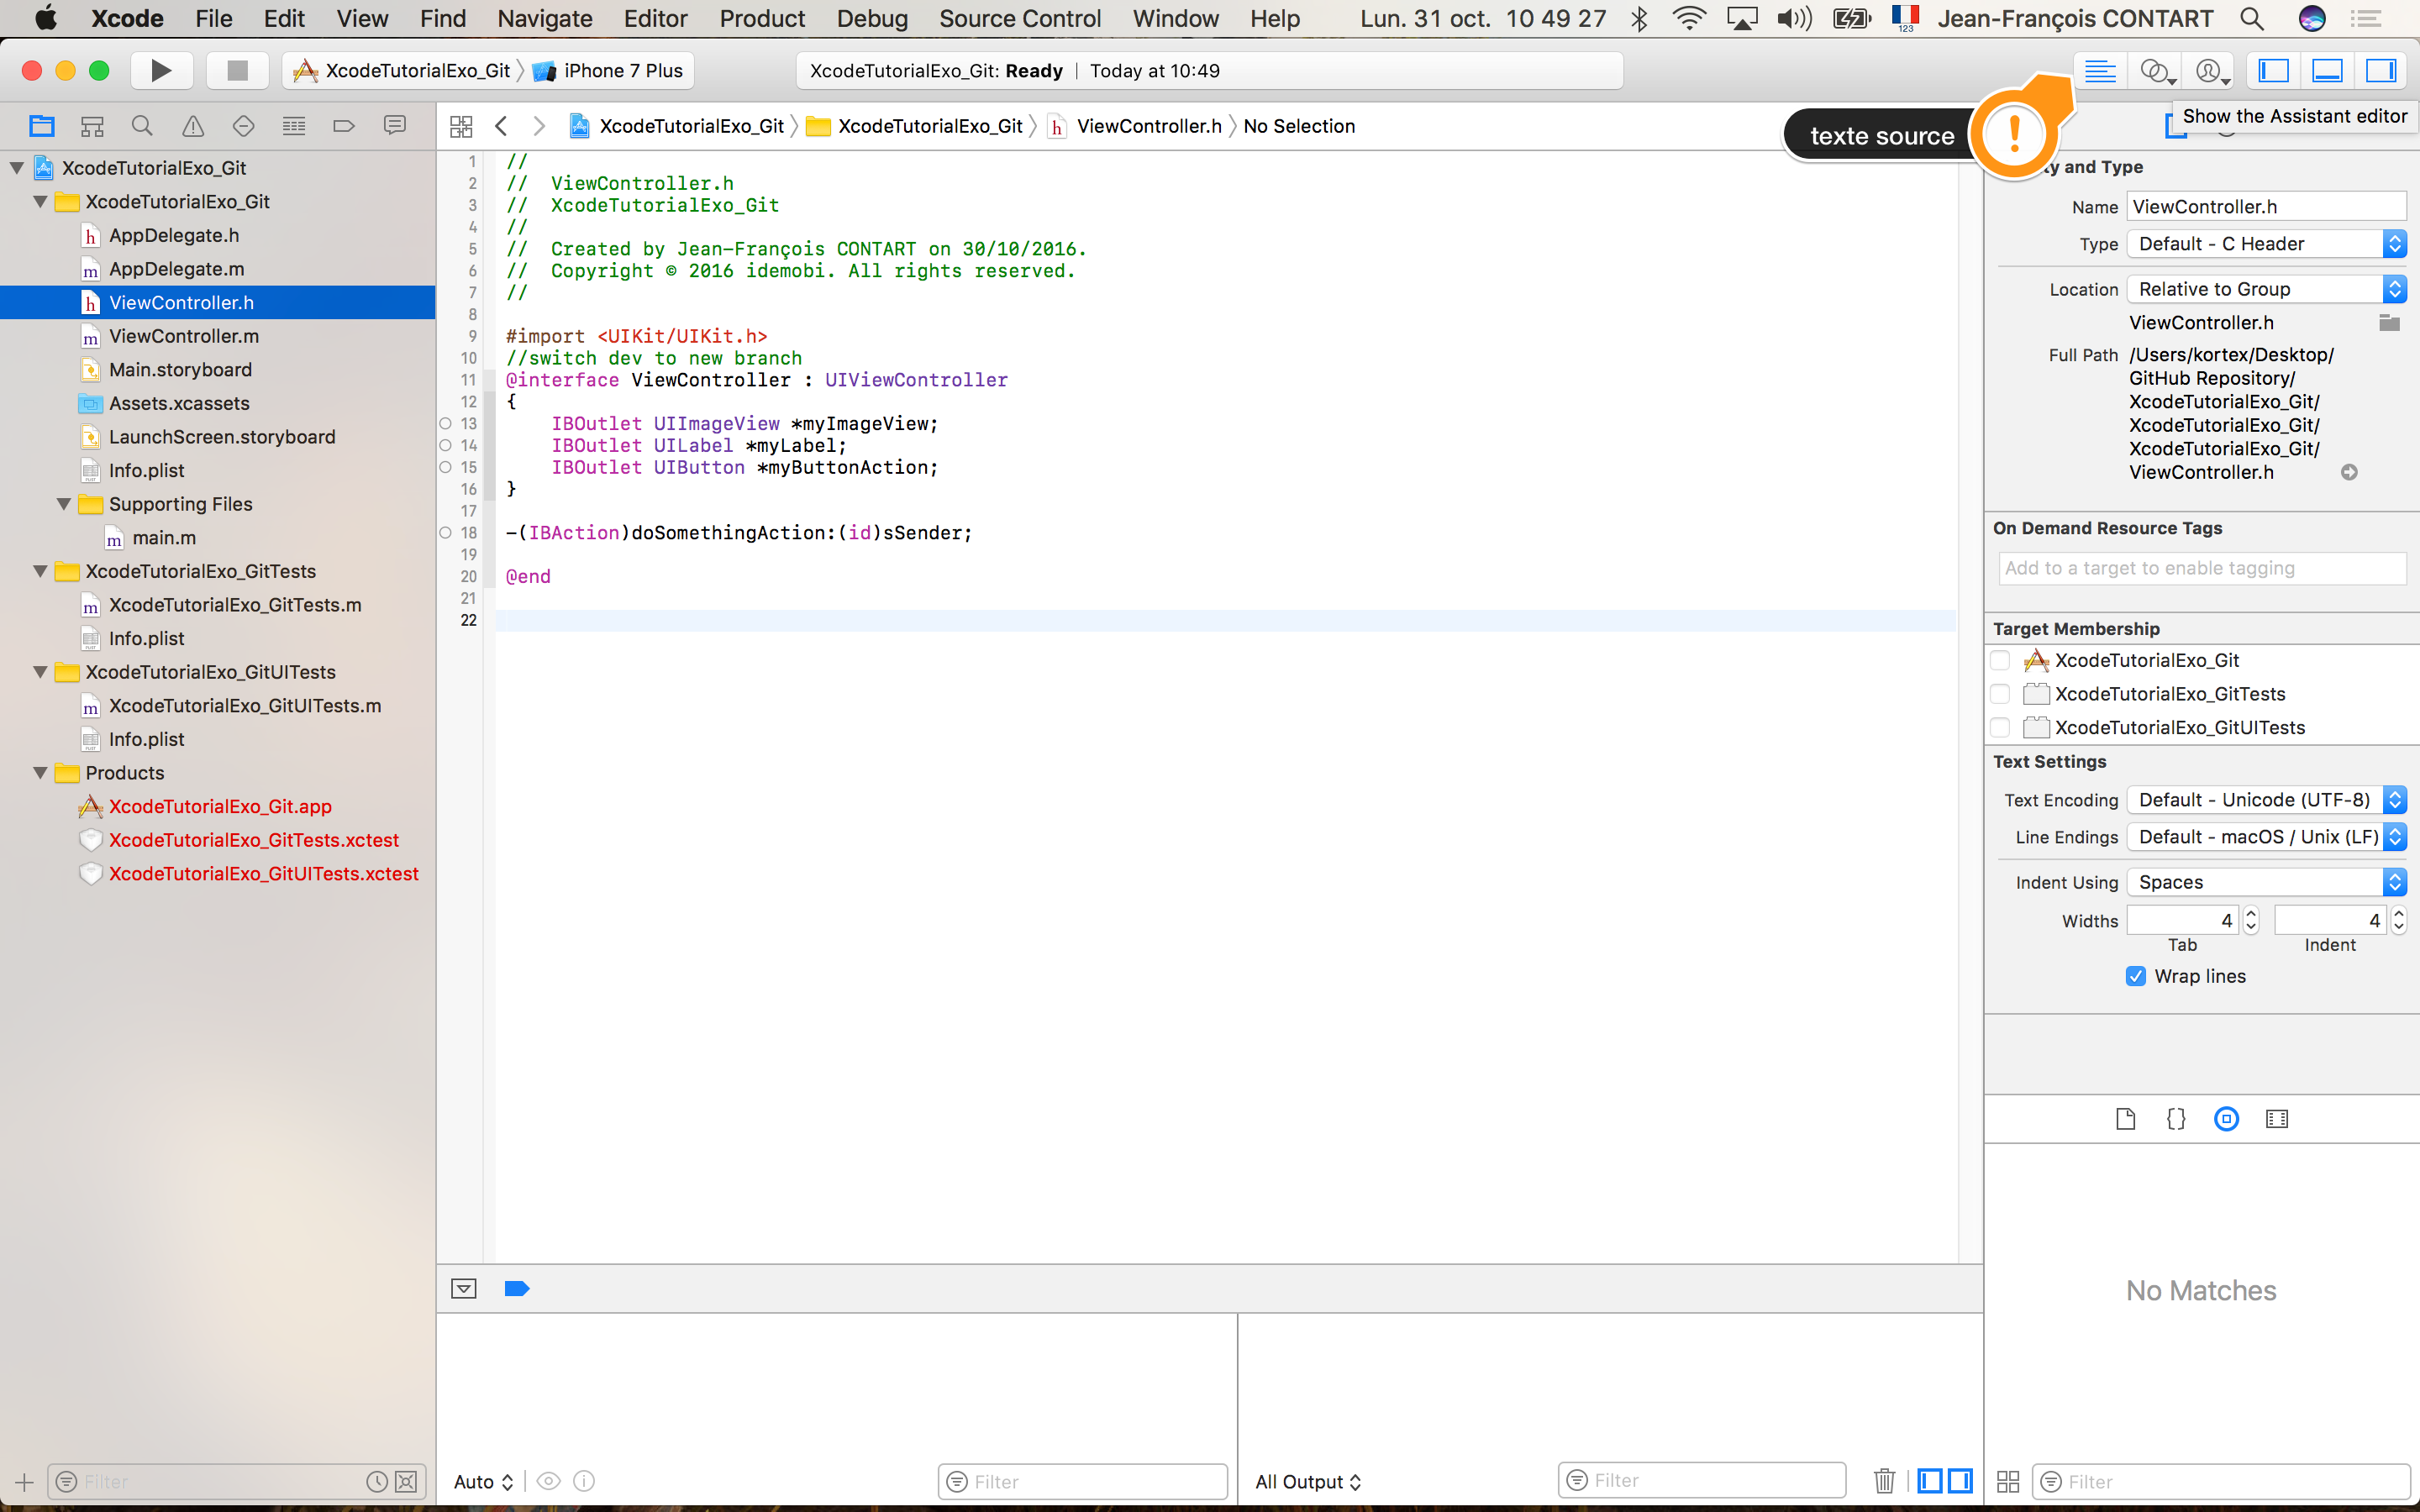 Xcode File Edit View Find Navigate Editor Product Debug Source Control Window Help Lun. 31 oct. 10 49 27 123 Jean-François CONTART
XcodeTutorialExo_Git iPhone 7 Plus XcodeTutorialExo_Git: Ready | Today at 10:49
Show the Assistant editor
texte source !
XcodeTutorialExo_Git XcodeTutorialExo_Git h ViewController.h No Selection
XcodeTutorialExo_Git
XcodeTutorialExo_Git
h AppDelegate.h
m AppDelegate.m
h ViewController.h
m ViewController.m
Main.storyboard
Assets.xcassets
LaunchScreen.storyboard
Info.plist
Supporting Files
m main.m
XcodeTutorialExo_GitTests
m XcodeTutorialExo_GitTests.m
Info.plist
XcodeTutorialExo_GitUITests
m XcodeTutorialExo_GitUITests.m
Info.plist
Products
XcodeTutorialExo_Git.app
XcodeTutorialExo_GitTests.xctest
XcodeTutorialExo_GitUITests.xctest
Filter
1 //
2 // ViewController.h
3 // XcodeTutorialExo_Git
4 //
5 // Created by Jean-François CONTART on 30/10/2016.
6 // Copyright © 2016 idemobi. All rights reserved.
7 //
8
9 #import <UIKit/UIKit.h>
10 //switch dev to new branch
11 @interface ViewController : UIViewController
12 {
13 IBOutlet UIImageView *myImageView;
14 IBOutlet UILabel *myLabel;
15 IBOutlet UIButton *myButtonAction;
16 }
17
18 -(IBAction)doSomethingAction:(id)sSender;
19
20 @end
21
22
Auto Filter
All Output Filter
ty and Type
Name ViewController.h
Type Default - C Header
Location Relative to Group
ViewController.h
Full Path /Users/kortex/Desktop/
GitHub Repository/
XcodeTutorialExo_Git/
XcodeTutorialExo_Git/
XcodeTutorialExo_Git/
ViewController.h
On Demand Resource Tags
Add to a target to enable tagging
Target Membership
XcodeTutorialExo_Git
XcodeTutorialExo_GitTests
XcodeTutorialExo_GitUITests
Text Settings
Text Encoding Default - Unicode (UTF-8)
Line Endings Default - macOS / Unix (LF)
Indent Using Spaces
Widths 4 4
Tab Indent
Wrap lines
{}
No Matches
Filter